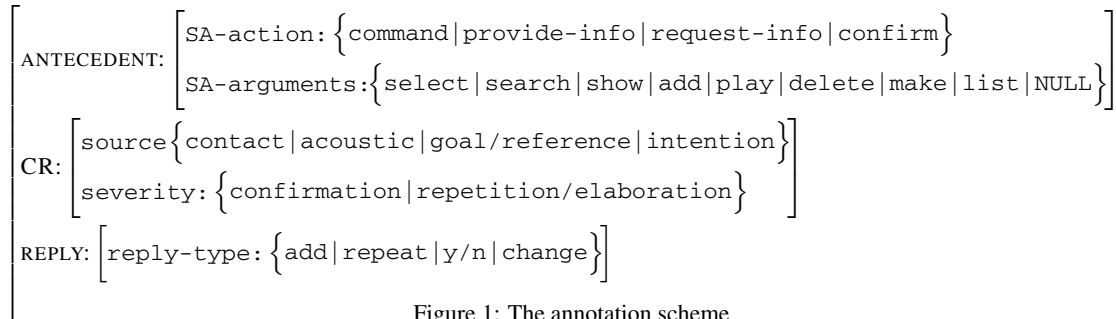 ANTECEDENT:
SA-action: {command|provide-info|request-info|confirm}
SA-arguments:{select|search|show|add|play|delete|make|list|NULL}
CR:
source{contact|acoustic|goal/reference|intention}
severity: {confirmation|repetition/elaboration}
REPLY: [reply-type: {add|repeat|y/n|change}]
Figure 1: The annotation scheme